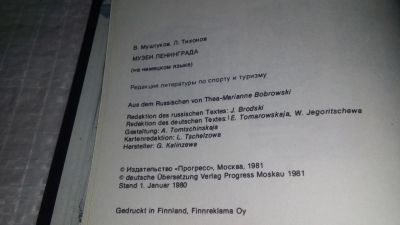 В. Мушуков, Л. Тихонов
МУЗЕИ ЛЕНИНГРАДА
(на немецком языке)
Редакция литературы по спорту и туризму
Aus dem Russischen von Thea-Marianne Bobrowski
Redaktion des russischen Textes: J. Brodski
Redaktion des deutschen Textes: E. Tomarowskaja, W. Jegoritschewa
Gestaltung: A. Tomtschinskaja
Kartenredaktion: L. Tschelzowa
Hersteller: G. Kalinzewa
© Издательство «Прогресс», Москва, 1981
© deutsche Übersetzung Verlag Progress Moskau 1981
Stand 1. Januar 1980
Gedruckt in Finnland, Finnreklama Oy